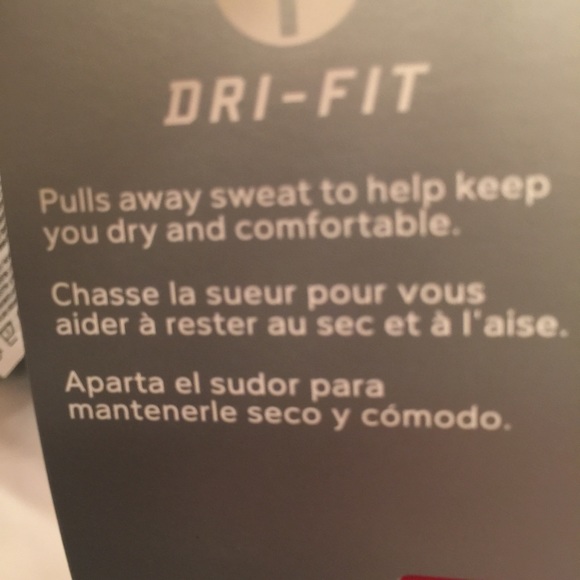 DRI-FIT
Pulls away sweat to help keep
you dry and comfortable.
Chasse la sueur pour vous
aider à rester au sec et à l'aise.
Aparta el sudor para
mantenerle seco y cómodo.